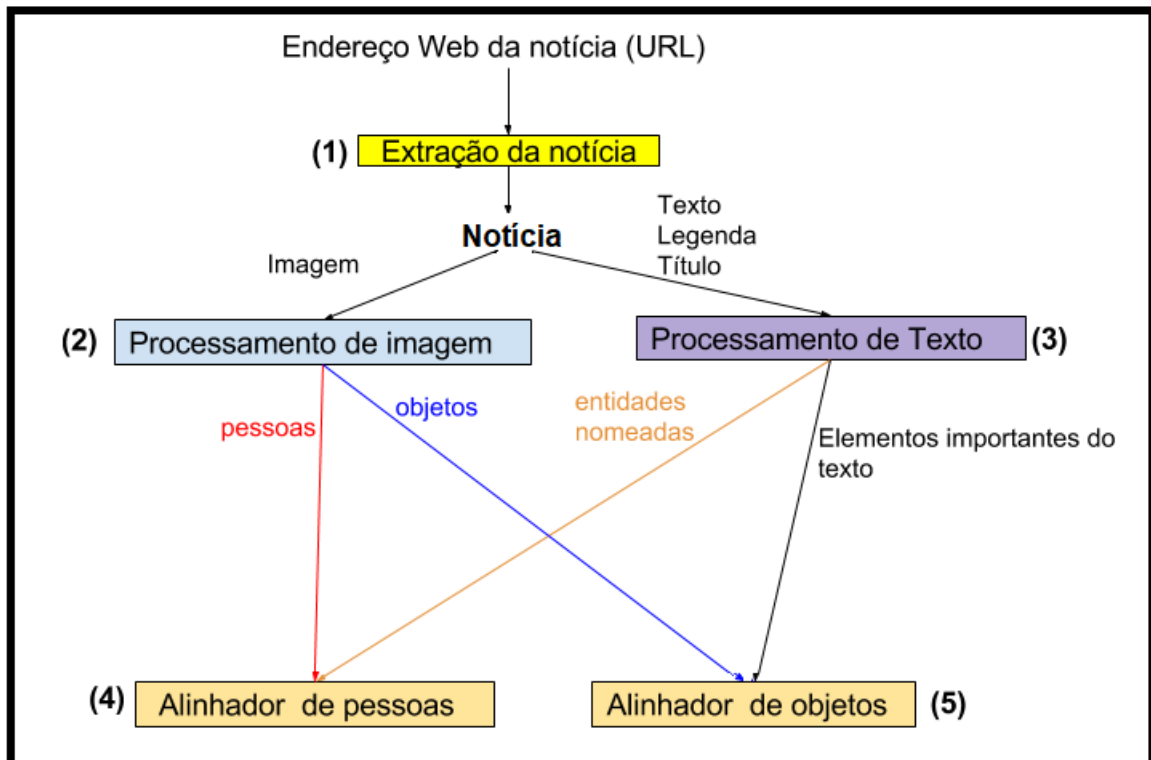 Endereço Web da notícia (URL)
(1)
Extração da notícia
Notícia
Imagem
Texto
Legenda
Título
(2)
Processamento de imagem
Processamento de Texto
(3)
pessoas
objetos
entidades
nomeadas
Elementos importantes do
texto
(4)
Alinhador de pessoas
Alinhador de objetos
(5)